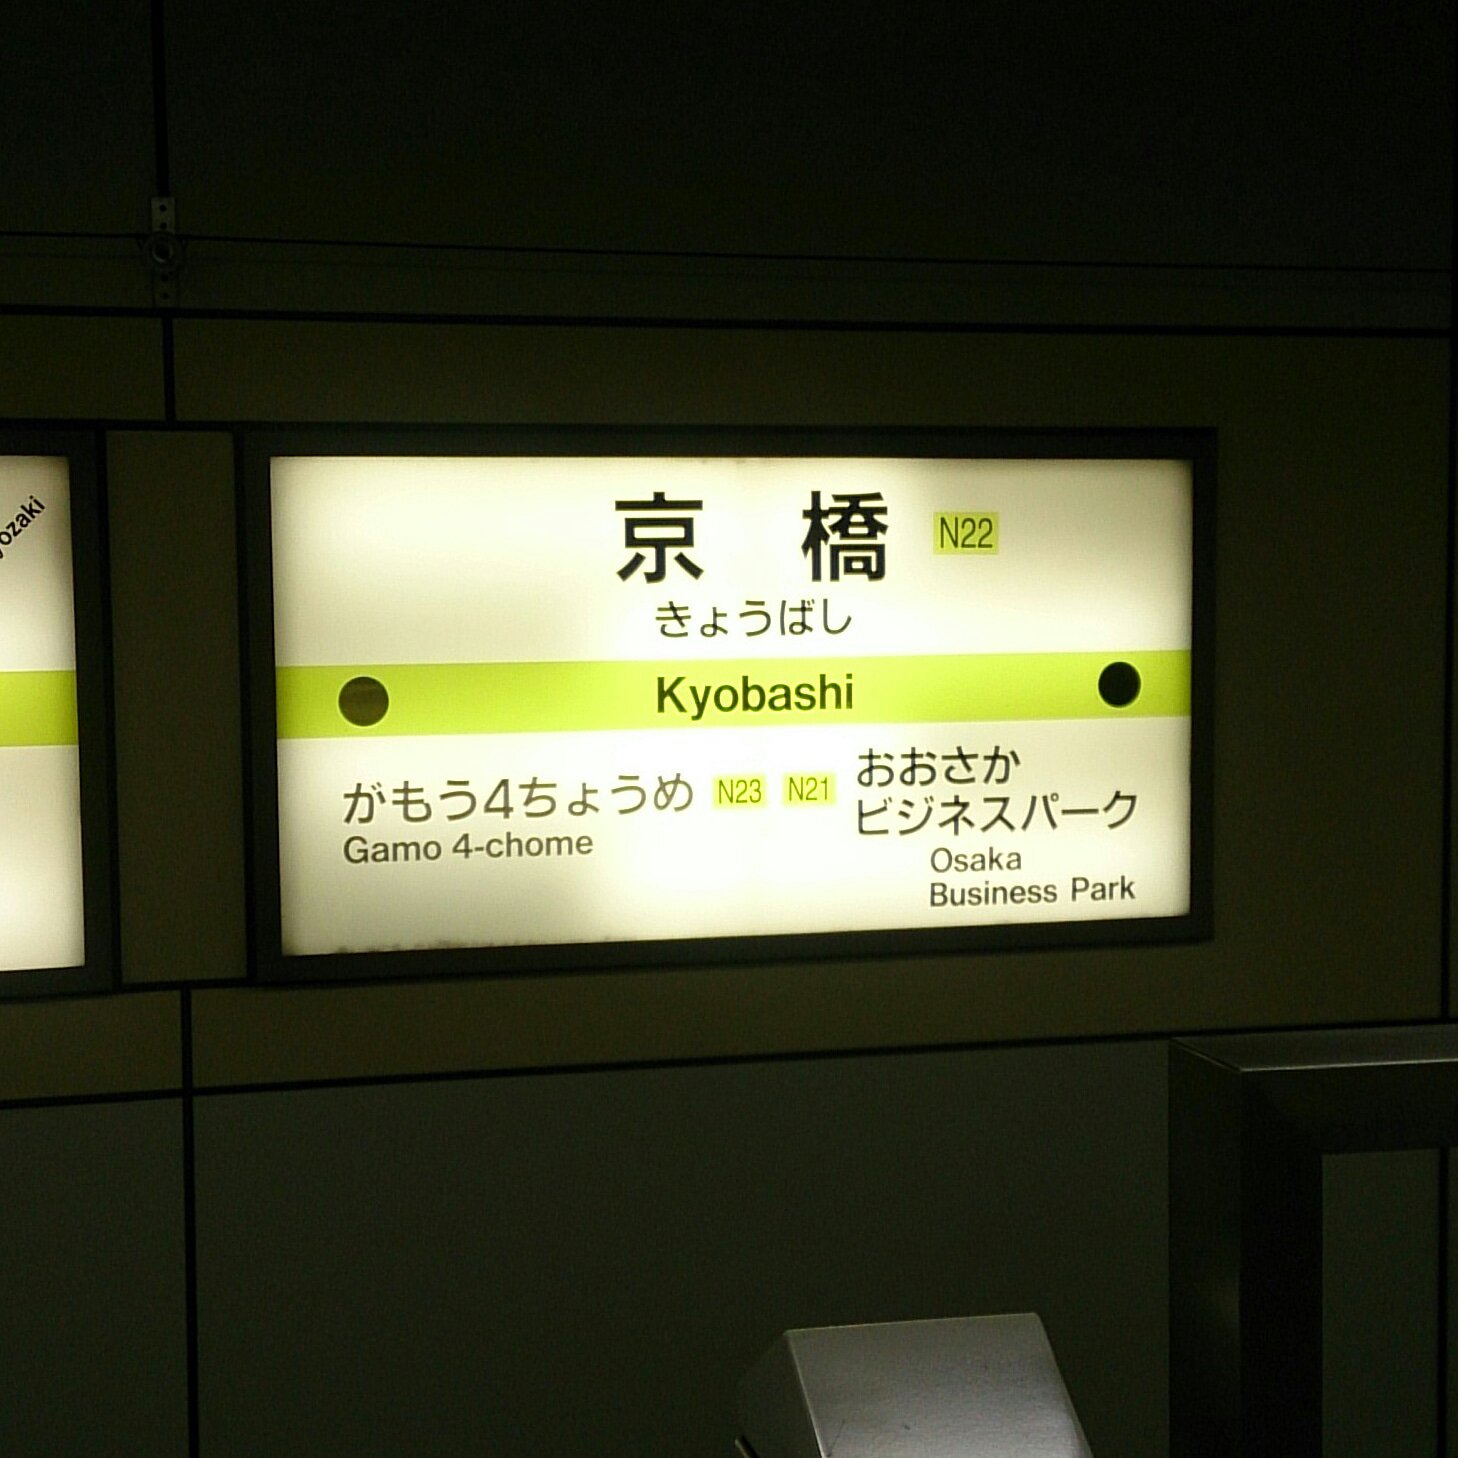 京 橋 N22
きょうばし
Kyobashi
がもう4ちょうめ N23
Gamo 4-chome
N21 おおさか
ビジネスパーク
Osaka
Business Park